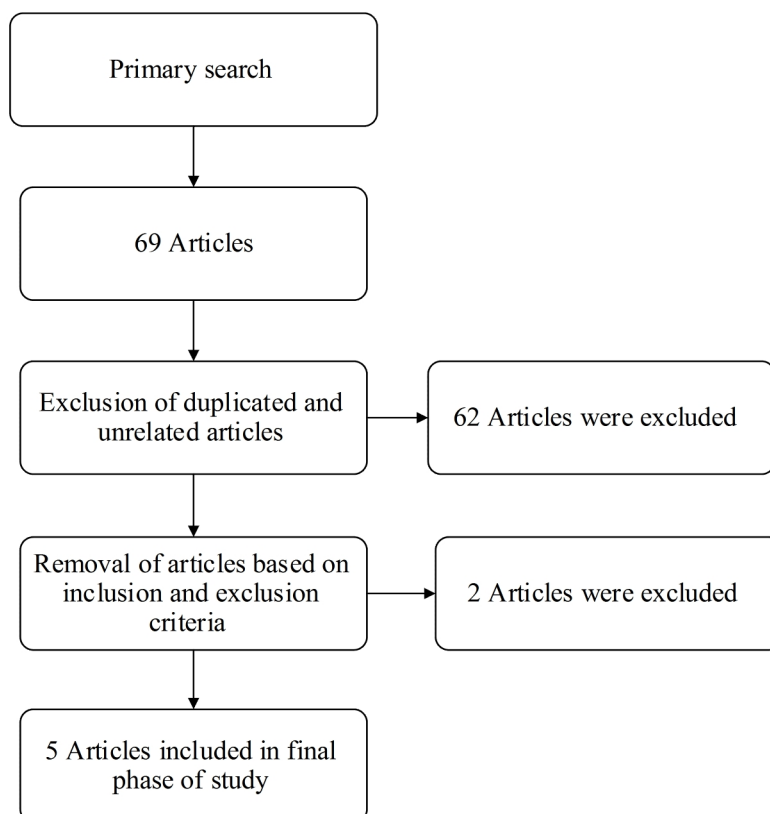 Primary search
69 Articles
Exclusion of duplicated and
unrelated articles
62 Articles were excluded
Removal of articles based on
inclusion and exclusion
criteria
2 Articles were excluded
5 Articles included in final
phase of study